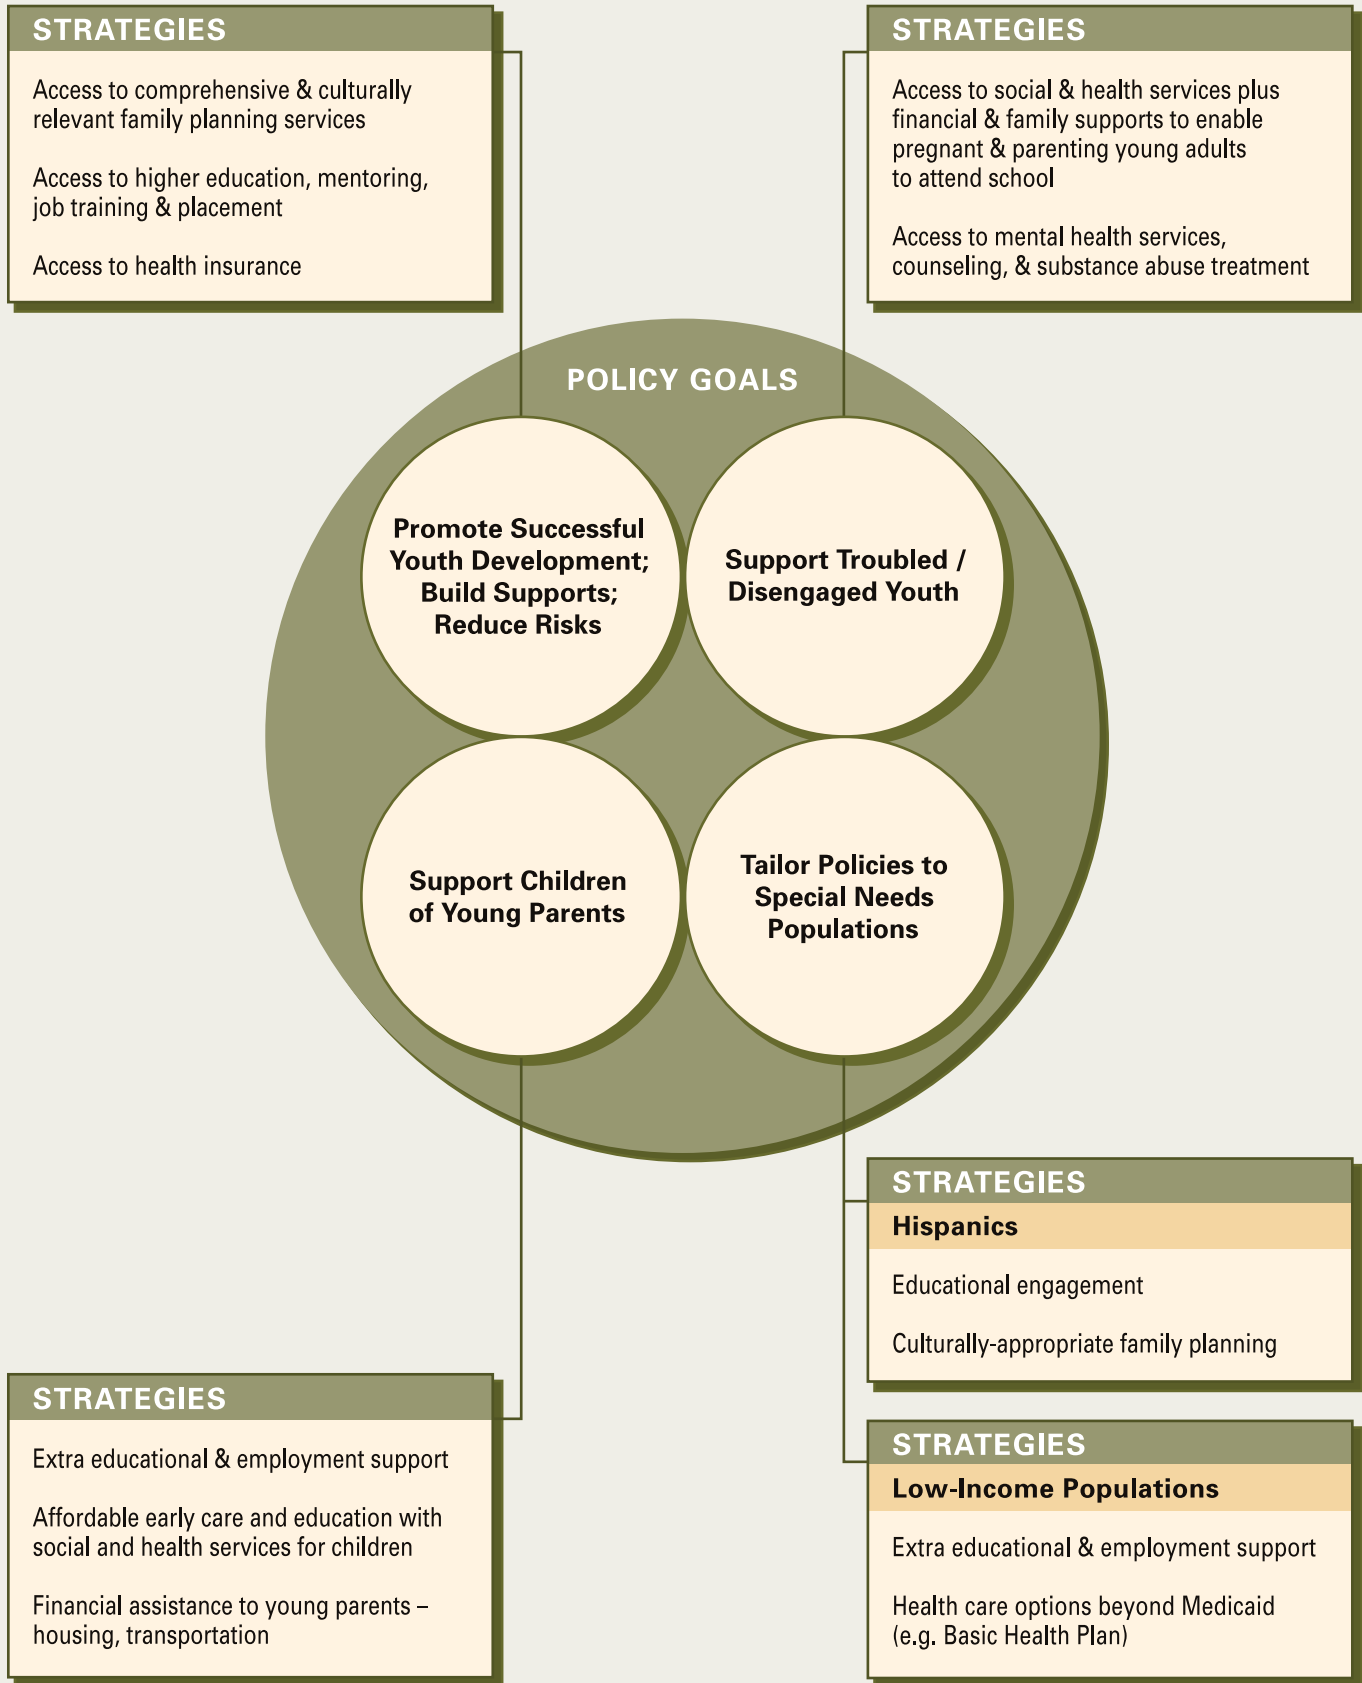 STRATEGIES
Access to comprehensive & culturally
relevant family planning services
Access to higher education, mentoring,
job training & placement
Access to health insurance
STRATEGIES
Access to social & health services plus
financial & family supports to enable
pregnant & parenting young adults
to attend school
Access to mental health services,
counseling, & substance abuse treatment
POLICY GOALS
Promote Successful
Youth Development;
Build Supports;
Reduce Risks
Support Troubled /
Disengaged Youth
Support Children
of Young Parents
Tailor Policies to
Special Needs
Populations
STRATEGIES
Extra educational & employment support
Affordable early care and education with
social and health services for children
Financial assistance to young parents –
housing, transportation
STRATEGIES
Hispanics
Educational engagement
Culturally-appropriate family planning
STRATEGIES
Low-Income Populations
Extra educational & employment support
Health care options beyond Medicaid
(e.g. Basic Health Plan)